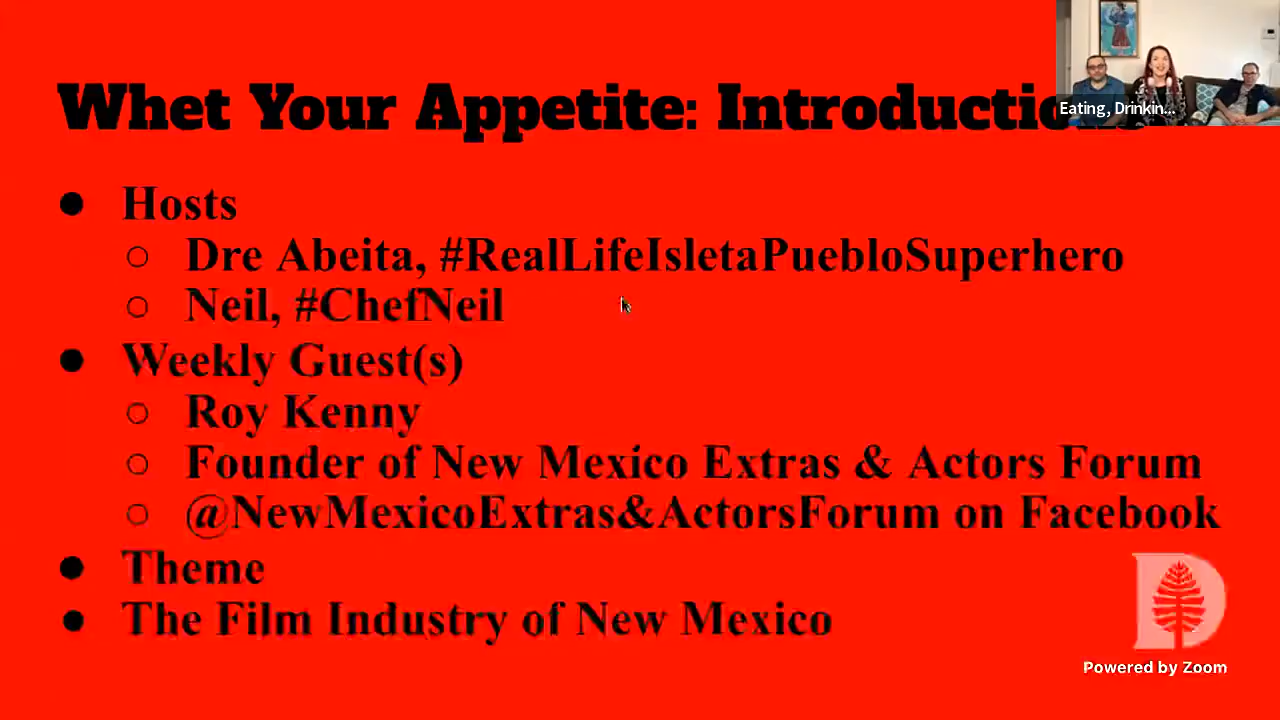 Whet Your Appetite: Introductio
Eating, Drinkin...
Hosts
Dre Abeita, #RealLifeIsletaPuebloSuperhero
Neil, #ChefNeil
Weekly Guest(s)
Roy Kenny
Founder of New Mexico Extras & Actors Forum
@NewMexicoExtras&ActorsForum on Facebook
Theme
The Film Industry of New Mexico
D
Powered by Zoom